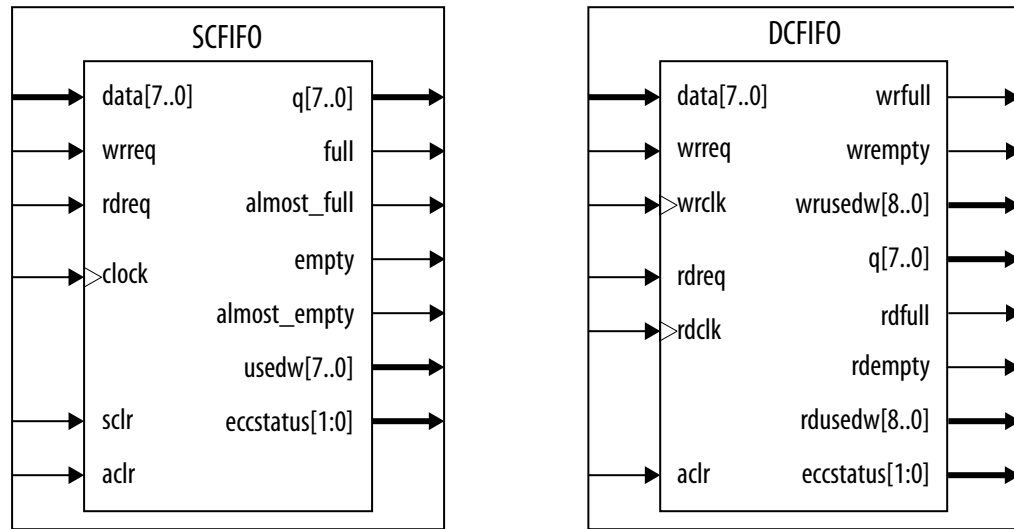 SCFIFO
data[7..0]
q[7..0]
wrreq
full
rdreq
almost_full
clock
empty
almost_empty
usedw[7..0]
sclr
eccstatus[1:0]
aclr
DCFIFO
data[7..0]
wrfull
wrreq
wrempty
wrclk
wrusedw[8..0]
rdreq
q[7..0]
rdclk
rdfull
rdempty
rdusedw[8..0]
aclr
eccstatus[1:0]